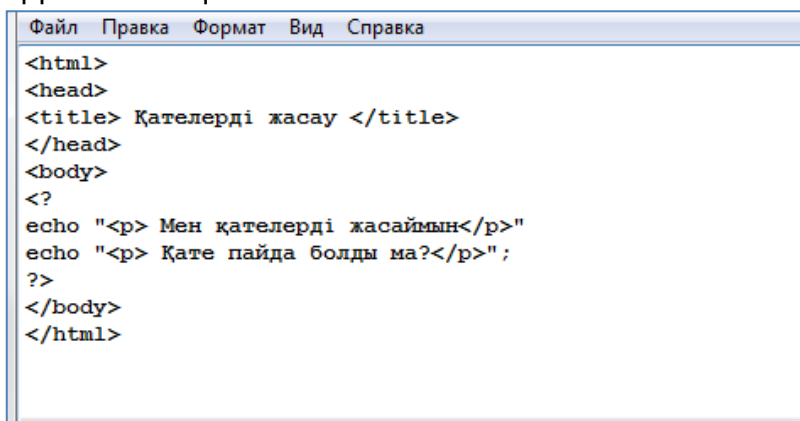 Файл Правка Формат Вид Справка
<html>
<head>
<title> Қателерді жасау </title>
</head>
<body>
<?
echo "<p> Мен қателерді жасаймын</p>"
echo "<p> Қате пайда болды ма?</p>";
?>
</body>
</html>